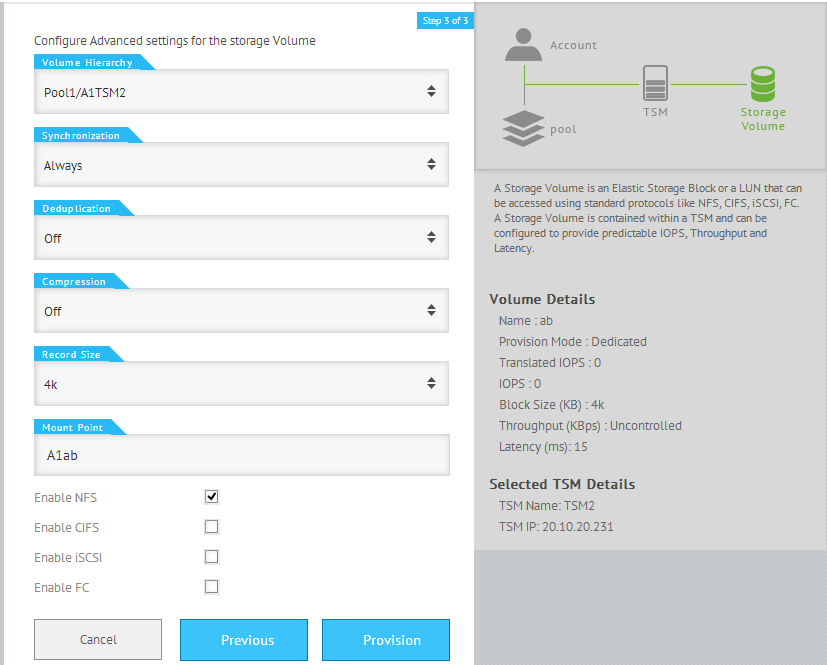 Step 3 of 3
Configure Advanced settings for the storage Volume
Volume Hierarchy
Pool1/A1TSM2
Synchronization
Always
Deduplication
Off
Compression
Off
Record Size
4k
Mount Point
A1ab
Enable NFS
Enable CIFS
Enable iSCSI
Enable FC
Cancel
Previous
Provision
Account
TSM
Storage
Volume
pool
A Storage Volume is an Elastic Storage Block or a LUN that can
be accessed using standard protocols like NFS, CIFS, iSCSI, FC.
A Storage Volume is contained within a TSM and can be
configured to provide predictable IOPS, Throughput and
Latency.
Volume Details
Name : ab
Provision Mode : Dedicated
Translated IOPS : 0
IOPS : 0
Block Size (KB) : 4k
Throughput (KBps) : Uncontrolled
Latency (ms): 15
Selected TSM Details
TSM Name: TSM2
TSM IP: 20.10.20.231